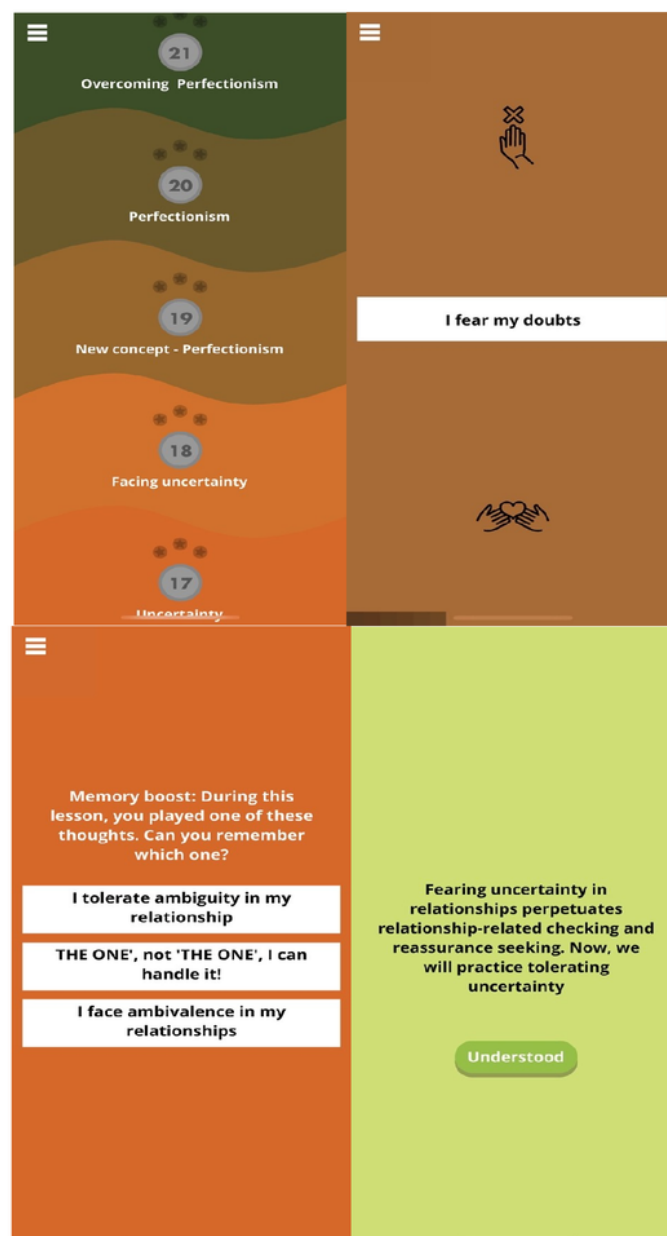 21
Overcoming Perfectionism
20
Perfectionism
19
New concept - Perfectionism
18
Facing uncertainty
17
Uncertainty
I fear my doubts
Memory boost: During this
lesson, you played one of these
thoughts. Can you remember
which one?
I tolerate ambiguity in my
relationship
THE ONE', not 'THE ONE', I can
handle it!
I face ambivalence in my
relationships
Fearing uncertainty in
relationships perpetuates
relationship-related checking and
reassurance seeking. Now, we
will practice tolerating
uncertainty
Understood